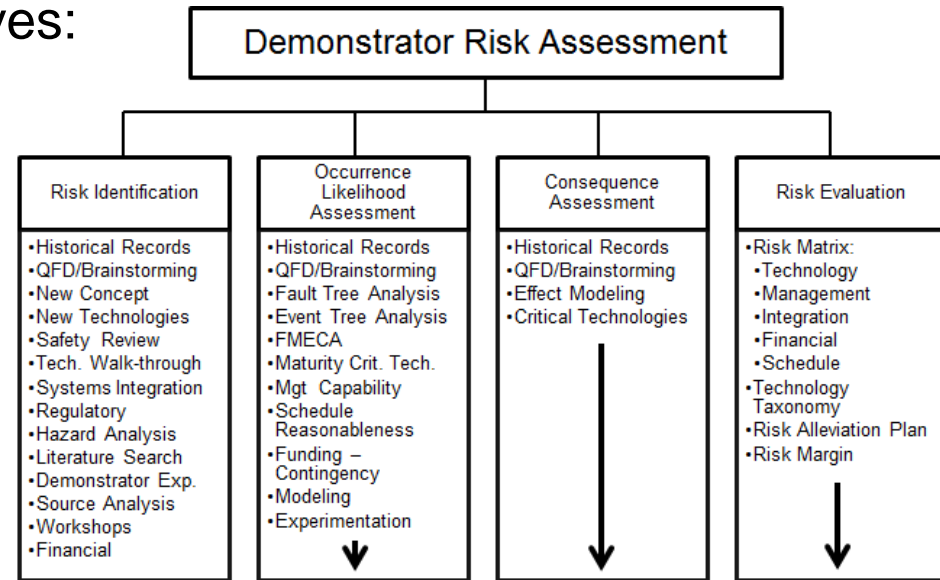 ves:
Demonstrator Risk Assessment
Risk Identification
•Historical Records
•QFD/Brainstorming
•New Concept
•New Technologies
•Safety Review
•Tech. Walk-through
•Systems Integration
•Regulatory
•Hazard Analysis
•Literature Search
•Demonstrator Exp.
•Source Analysis
•Workshops
•Financial
Occurrence
Likelihood
Assessment
•Historical Records
•QFD/Brainstorming
•Fault Tree Analysis
•Event Tree Analysis
•FMECA
•Maturity Crit. Tech.
•Mgt Capability
•Schedule
Reasonableness
•Funding –
Contingency
•Modeling
•Experimentation
Consequence
Assessment
•Historical Records
•QFD/Brainstorming
•Effect Modeling
•Critical Technologies
Risk Evaluation
•Risk Matrix:
•Technology
•Management
•Integration
•Financial
•Schedule
•Technology
Taxonomy
•Risk Alleviation Plan
•Risk Margin